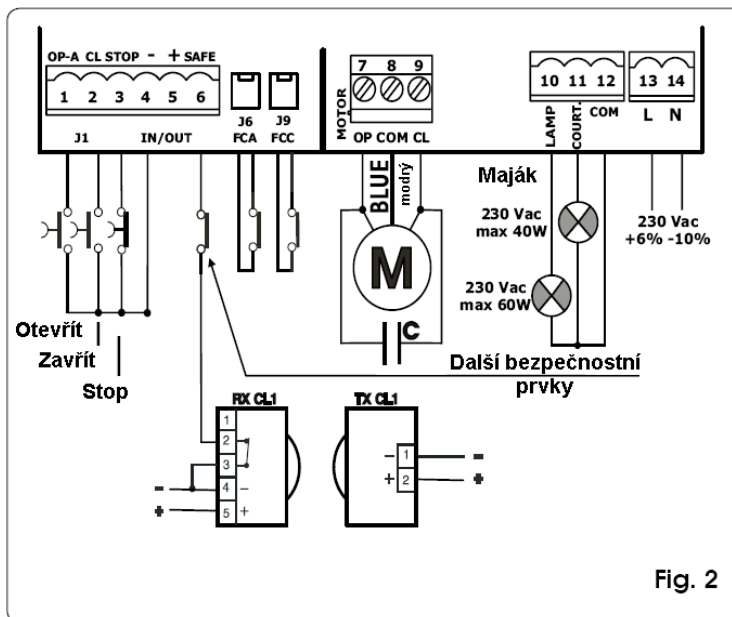 OP-A CL STOP - + SAFE
1 2 3 4 5 6
J1 IN/OUT
J6
FCA
J9
FCC
MOTOR
7 8 9
OP COM CL
BLUE
modrý
M
C
10 11 12
LAMP
COURT.
COM
13 14
L N
Maják
230 Vac
max 40W
230 Vac
+6% -10%
230 Vac
max 60W
Otevřít
Zavřít
Stop
Další bezpečnostní
prvky
RX CL1
1
2
3
- 4 -
+ 5 +
TX CL1
- 1 -
+ 2 +
Fig. 2